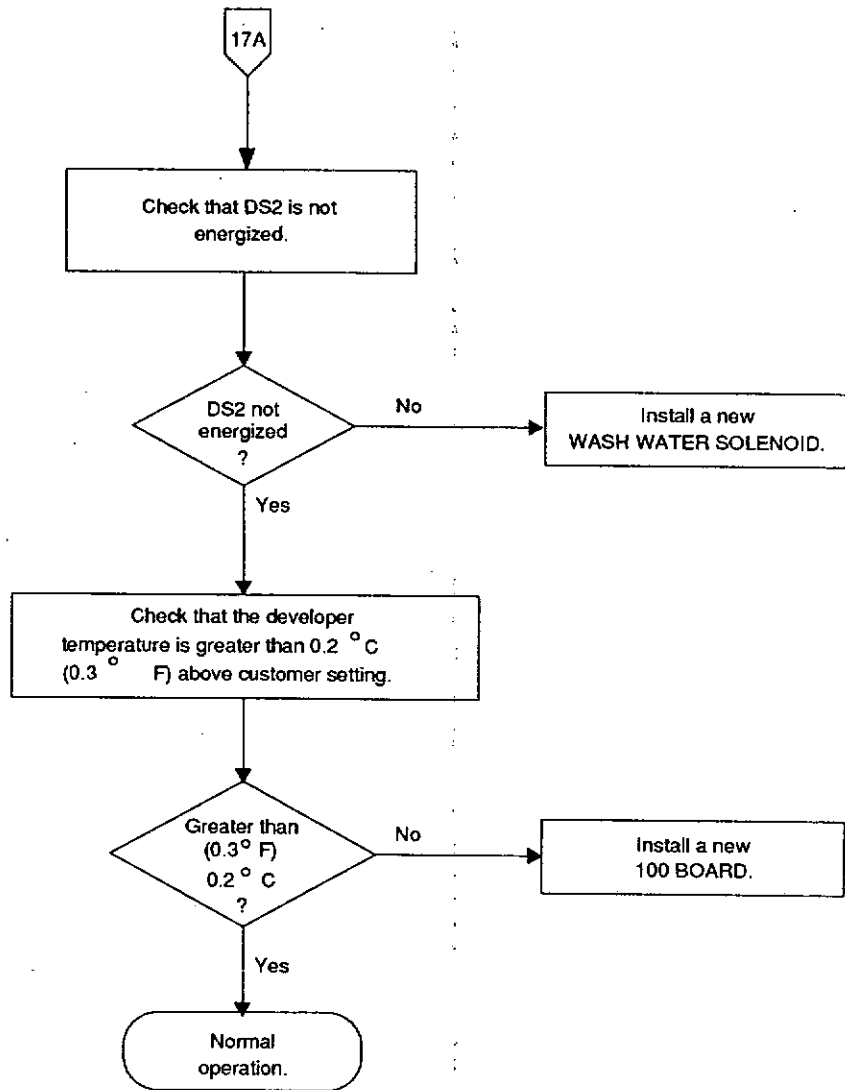 17A
Check that DS2 is not
energized.
DS2 not
energized
?
No
Install a new
WASH WATER SOLENOID.
Yes
Check that the developer
temperature is greater than 0.2 ° C
(0.3 ° F) above customer setting.
Greater than
(0.3° F)
0.2 ° C
?
No
Install a new
100 BOARD.
Yes
Normal
operation.